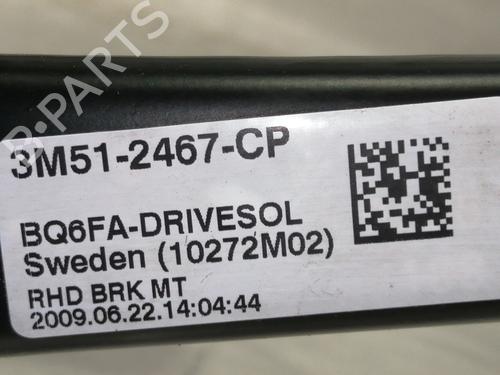 B-PARTS
3M51-2467-CP
BQ6FA-DRIVESOL
Sweden (10272M02)
RHD BRK MT
2009.06.22.14:04:44